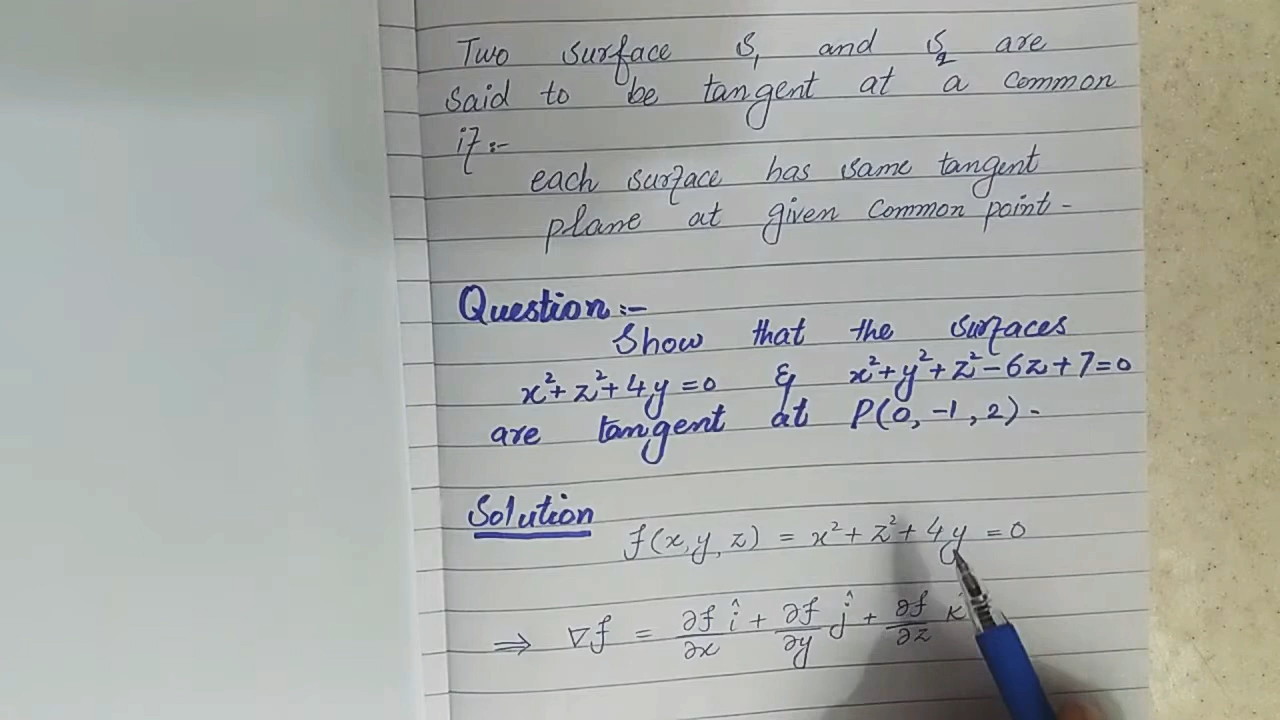 Two surface S₁ and S₂ are
said to be tangent at a common
if:-
each surface has same tangent
plane at given common point-
Question:-
Show that the surfaces
x²+z²+4y=0 & x²+y²+z²-6z+7=0
are tangent at P(0,-1,2)-
Solution
f(x,y,z) = x²+z²+4y = 0
⇒ ∇f = ∂f/∂x î + ∂f/∂y ĵ + ∂f/∂z k